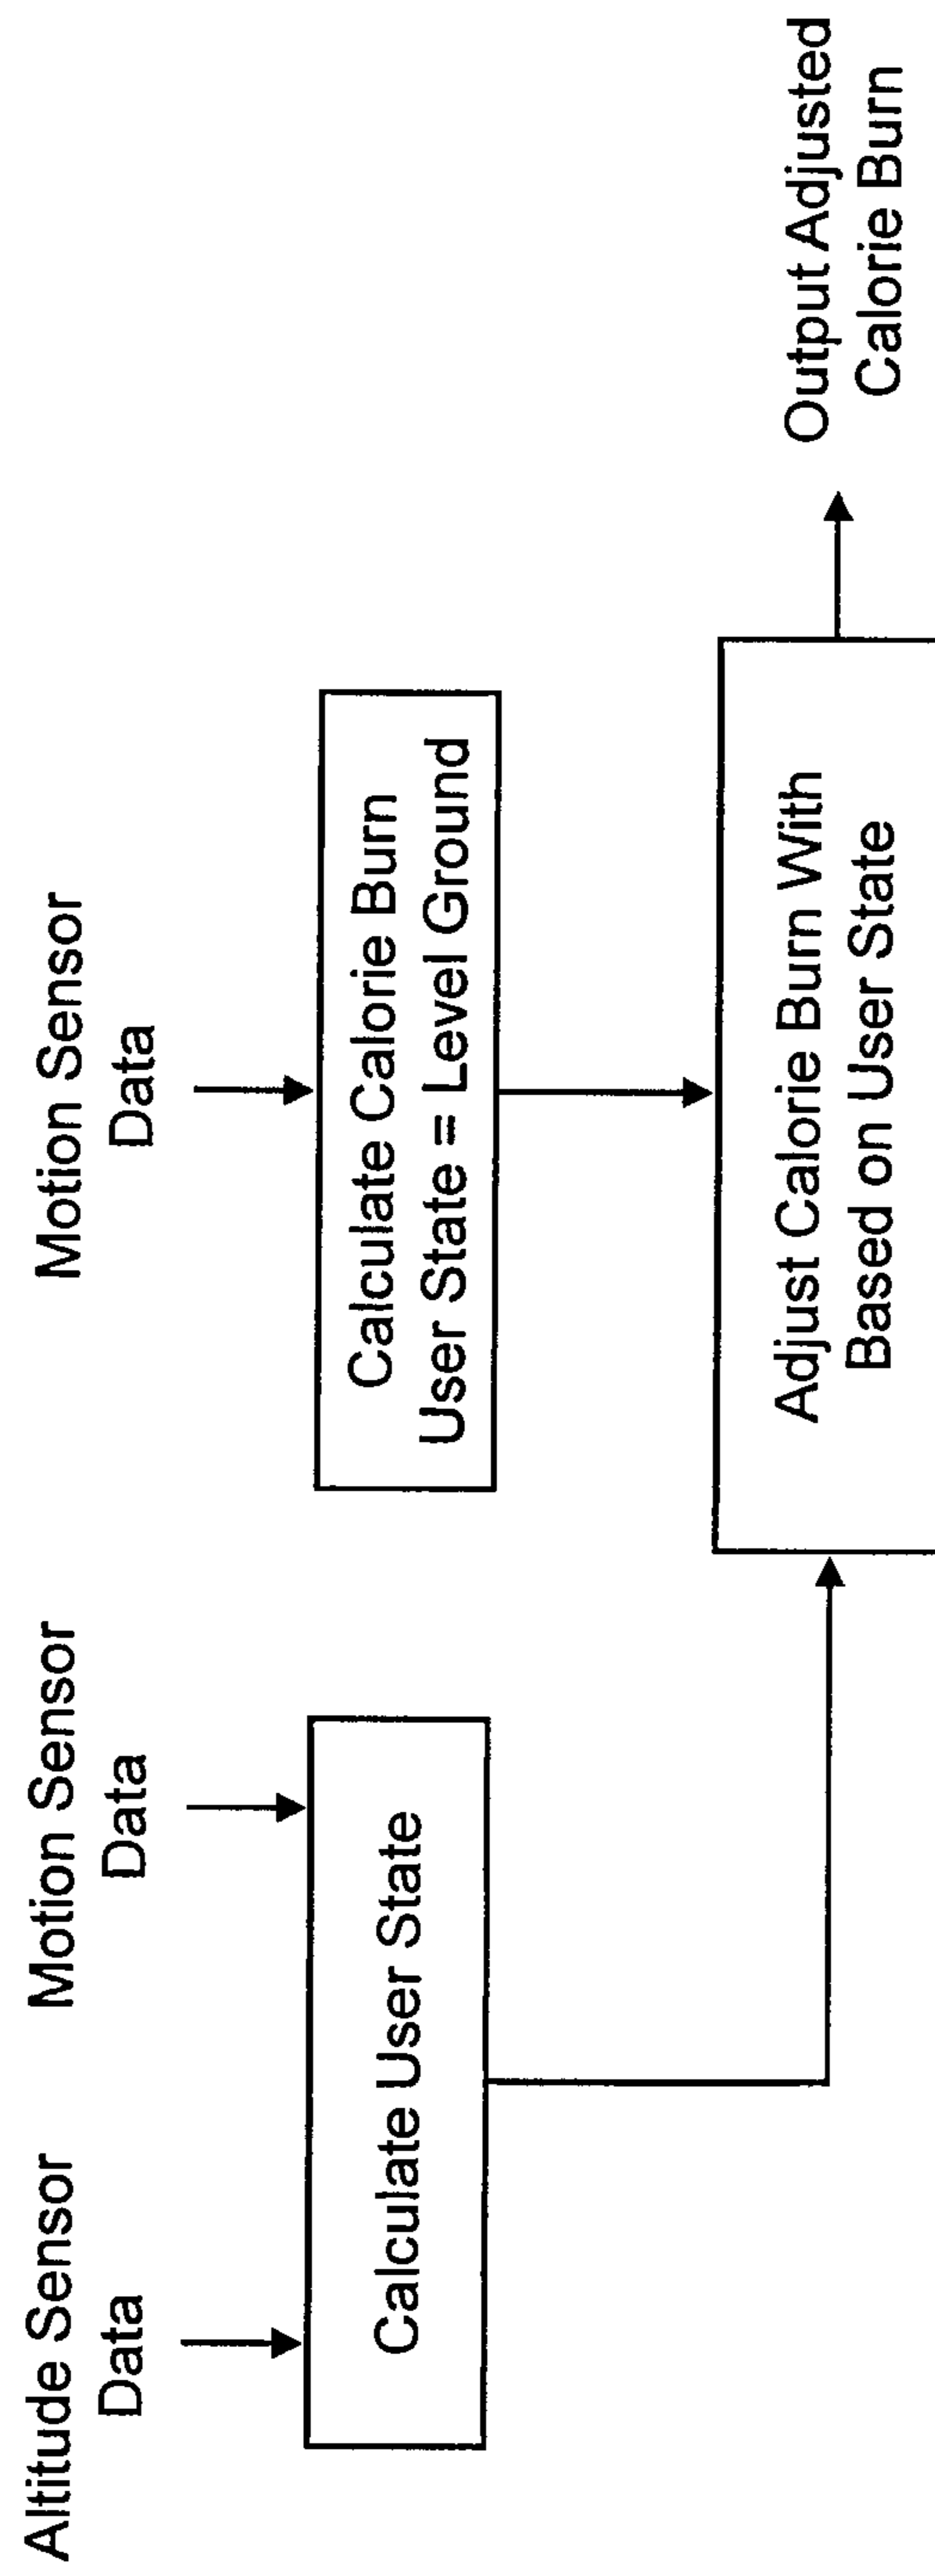 Altitude Sensor
Data
Motion Sensor
Data
Motion Sensor
Data
Calculate User State
Calculate Calorie Burn
User State = Level Ground
Adjust Calorie Burn With
Based on User State
Output Adjusted
Calorie Burn